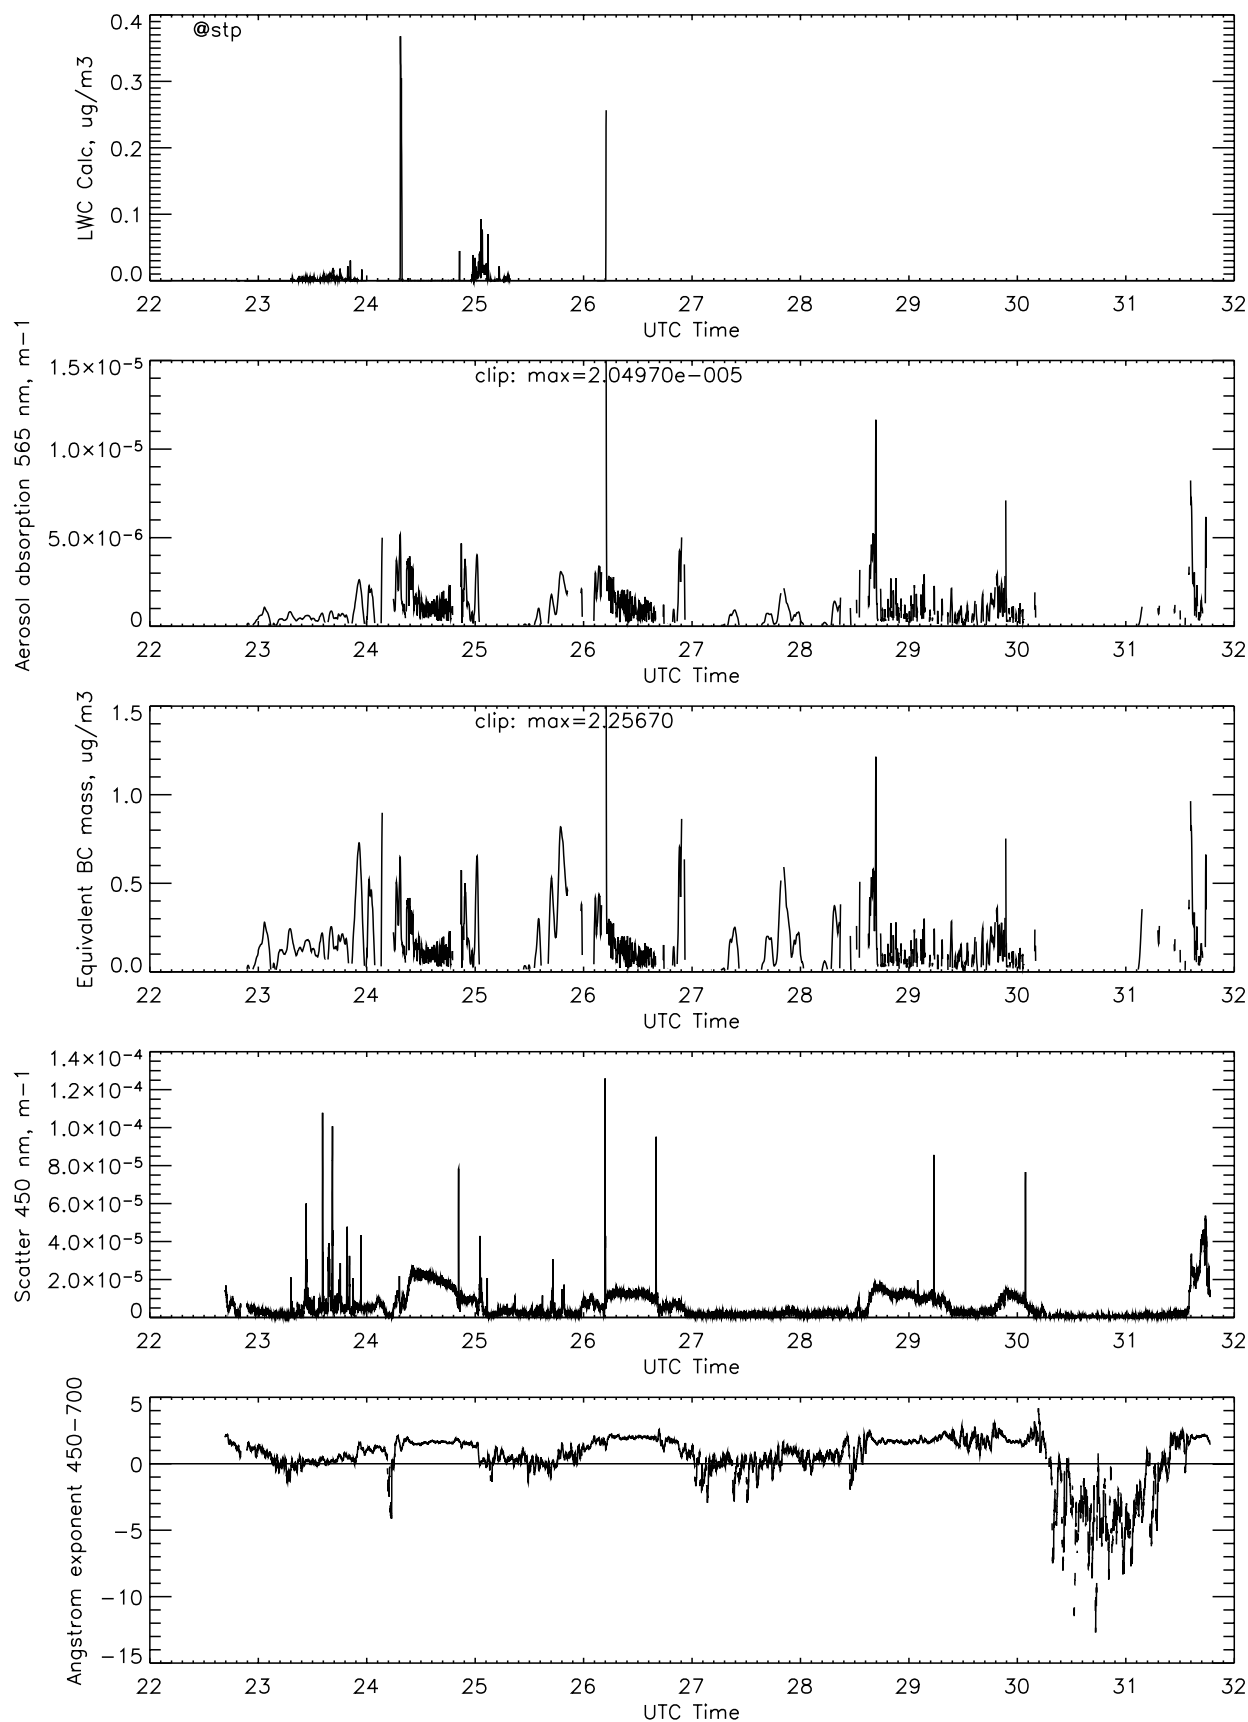 @stp
LWC Calc, ug/m3
0.4
0.3
0.2
0.1
0.0
22 23 24 25 26 27 28 29 30 31 32
UTC Time
clip: max=2.04970e-005
Aerosol absorption 565 nm, m-1
1.5×10-5
1.0×10-5
5.0×10-6
0
22 23 24 25 26 27 28 29 30 31 32
UTC Time
clip: max=2.25670
Equivalent BC mass, ug/m3
1.5
1.0
0.5
0.0
22 23 24 25 26 27 28 29 30 31 32
UTC Time
Scatter 450 nm, m-1
1.4×10-4
1.2×10-4
1.0×10-4
8.0×10-5
6.0×10-5
4.0×10-5
2.0×10-5
0
22 23 24 25 26 27 28 29 30 31 32
UTC Time
Angstrom exponent 450-700
5
0
-5
-10
-15
22 23 24 25 26 27 28 29 30 31 32
UTC Time